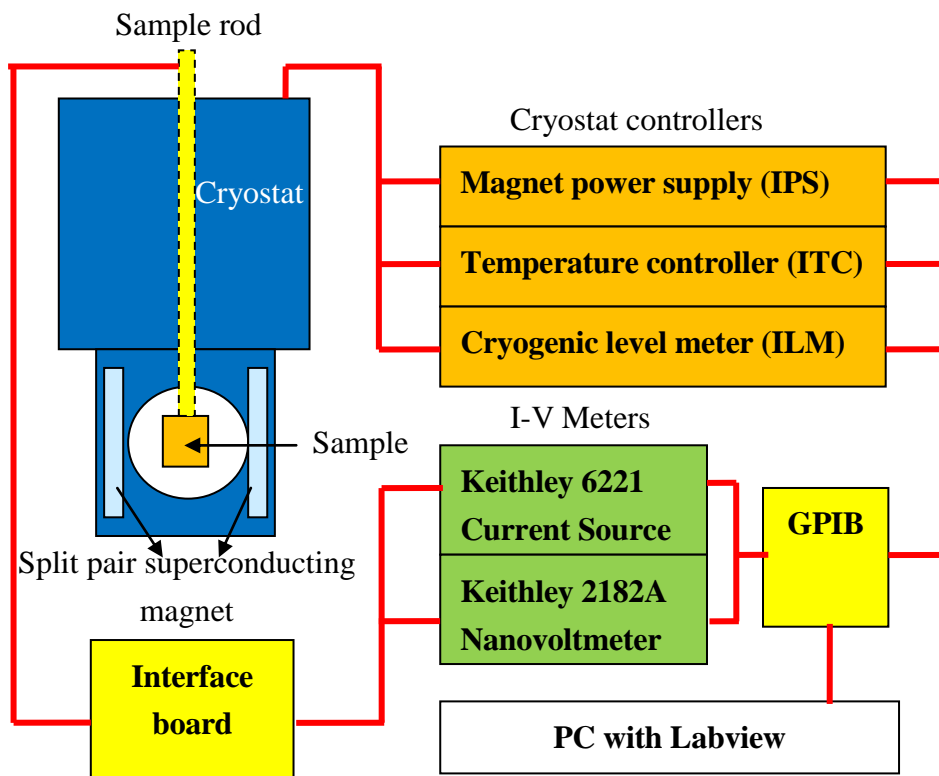 Sample rod
Cryostat
Cryostat controllers
Magnet power supply (IPS)
Temperature controller (ITC)
Cryogenic level meter (ILM)
Sample
I-V Meters
Keithley 6221
Current Source
Keithley 2182A
Nanovoltmeter
GPIB
Split pair superconducting
magnet
Interface
board
PC with Labview